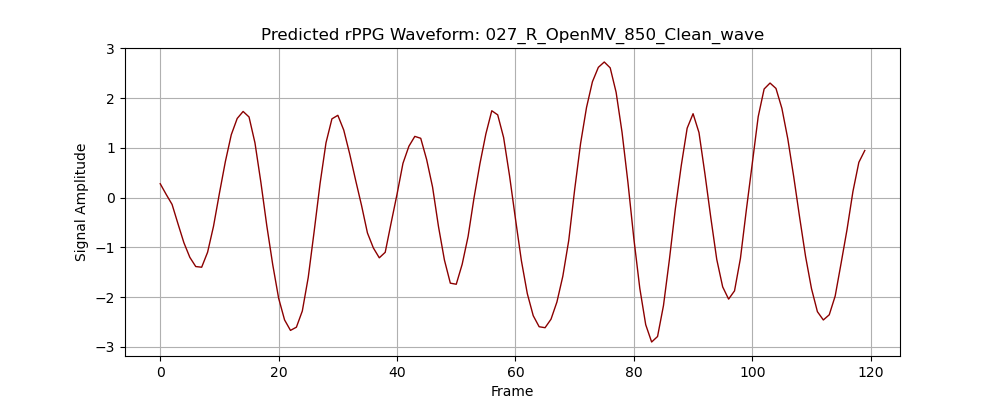 Predicted rPPG Waveform: 027_R_OpenMV_850_Clean_wave
3
2
1
0
−1
−2
−3
Signal Amplitude
0 20 40 60 80 100 120
Frame